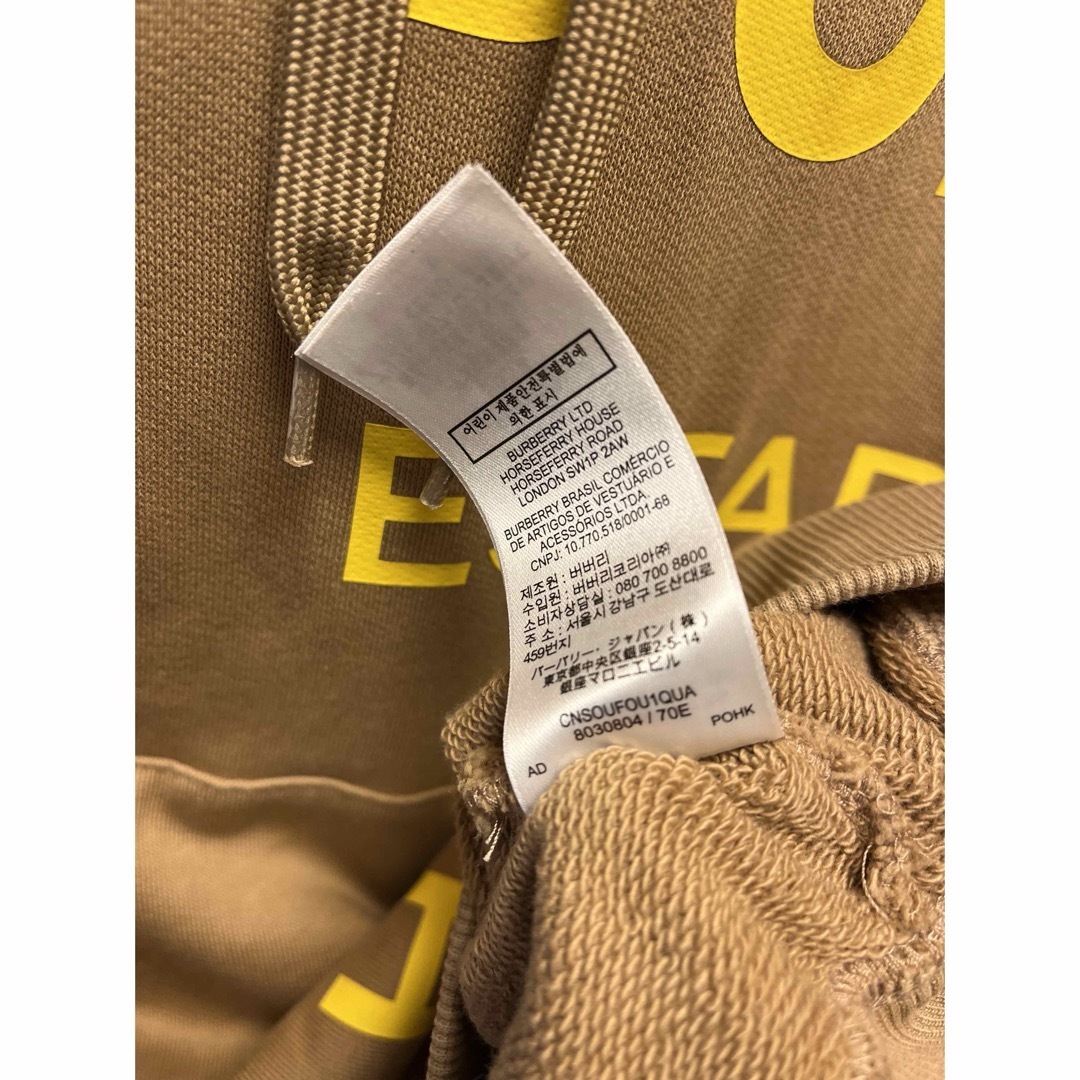 어린이 제품안전특별법에
의한 표시
BURBERRY LTD
HORSEFERRY HOUSE
HORSEFERRY ROAD
LONDON SW1P 2AW
BURBERRY BRASIL COMÉRCIO
DE ARTIGOS DE VESTUÁRIO E
ACESSÓRIOS LTDA
CNPJ: 10.770.518/0001-68
제조원 : 버버리
수입원 : 버버리코리아(주)
소비자상담실 : 080 700 8800
주 소 : 서울시 강남구 도산대로
459번지
バーバリー・ジャパン(株)
東京都中央区銀座2-5-14
銀座マロニエビル
CNSOUFOU1QUA
8030804 / 70E
AD POHK